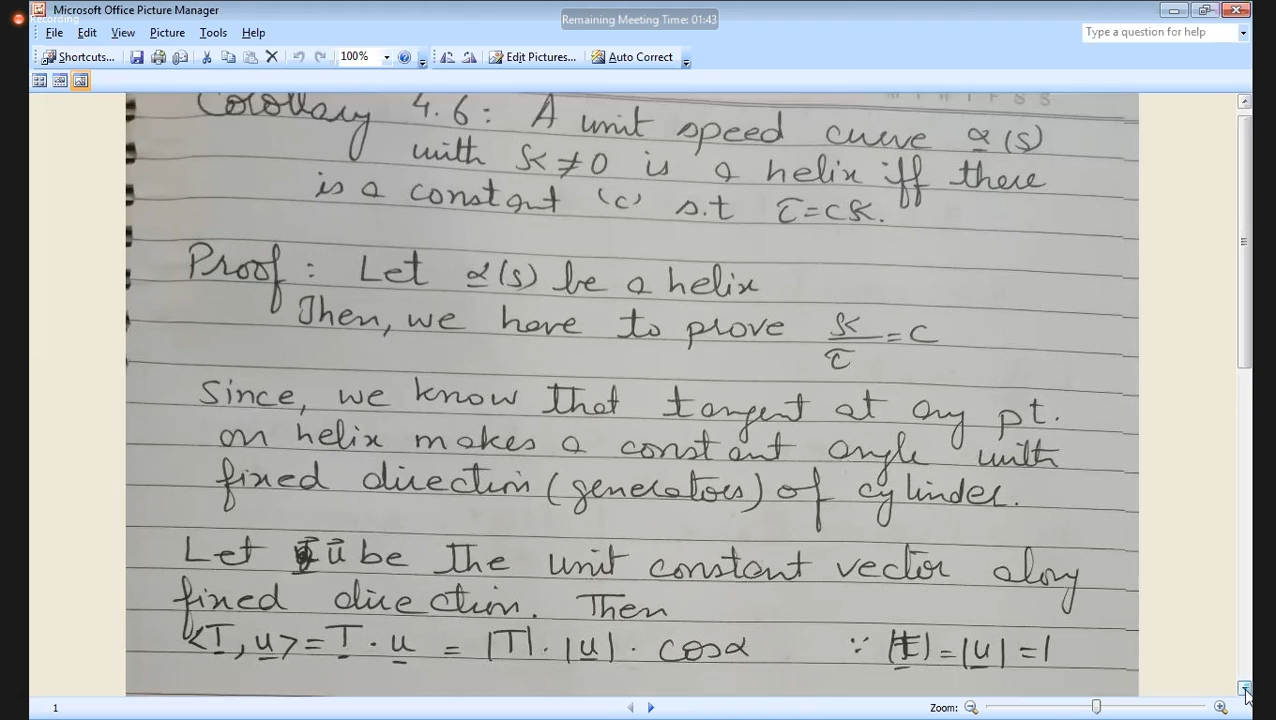 Recording
Microsoft Office Picture Manager
Remaining Meeting Time: 01:43
File Edit View Picture Tools Help
Type a question for help
Shortcuts... 100% Edit Pictures... Auto Correct
Corollary 4.6: A unit speed curve α(s)
with κ≠0 is a helix iff there
is a constant 'c' s.t τ=cκ.
Proof: Let α(s) be a helix
Then, we have to prove κ/τ = c
Since, we know that tangent at any pt.
on helix makes a constant angle with
fixed direction (generators) of cylinder.
Let u⃗ be the unit constant vector along
fixed direction. Then
<T, u> = T · u = |T| · |u| · cosα ∵ |t| = |u| = 1
1
Zoom: